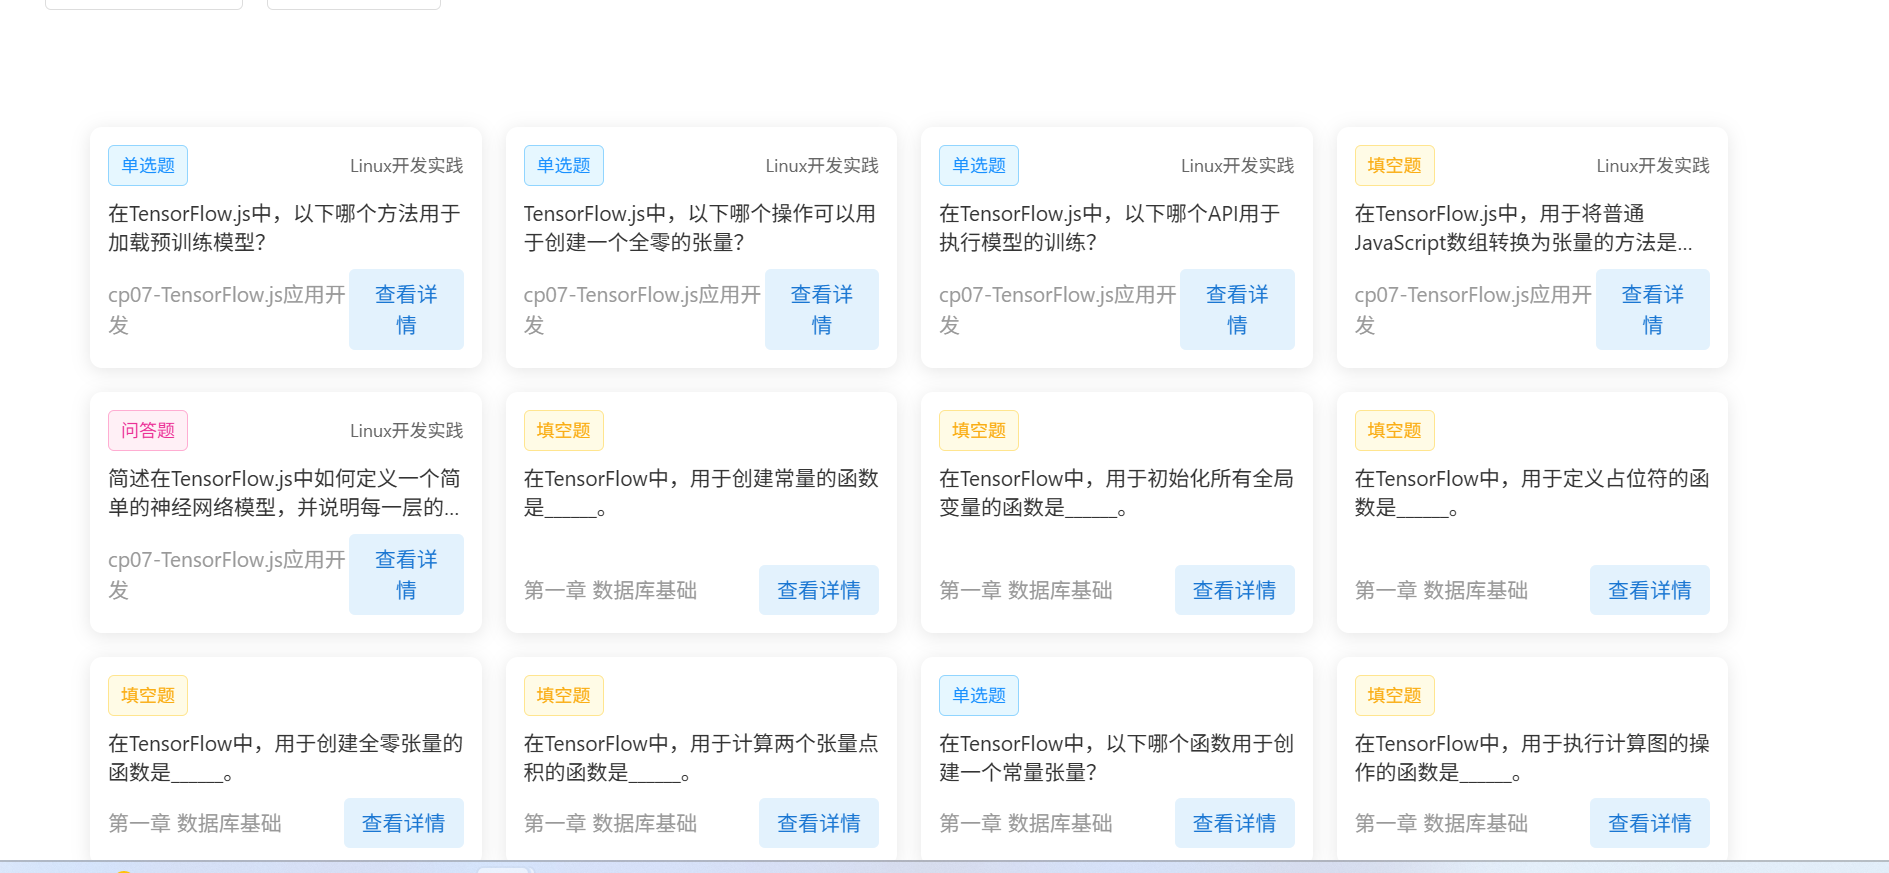 单选题
Linux开发实践
在TensorFlow.js中，以下哪个方法用于
加载预训练模型？
cp07-TensorFlow.js应用开
发
查看详
情
单选题
Linux开发实践
TensorFlow.js中，以下哪个操作可以用
于创建一个全零的张量？
cp07-TensorFlow.js应用开
发
查看详
情
单选题
Linux开发实践
在TensorFlow.js中，以下哪个API用于
执行模型的训练？
cp07-TensorFlow.js应用开
发
查看详
情
填空题
Linux开发实践
在TensorFlow.js中，用于将普通
JavaScript数组转换为张量的方法是...
cp07-TensorFlow.js应用开
发
查看详
情
问答题
Linux开发实践
简述在TensorFlow.js中如何定义一个简
单的神经网络模型，并说明每一层的...
cp07-TensorFlow.js应用开
发
查看详
情
填空题
在TensorFlow中，用于创建常量的函数
是_____。
第一章 数据库基础
查看详情
填空题
在TensorFlow中，用于初始化所有全局
变量的函数是_____。
第一章 数据库基础
查看详情
填空题
在TensorFlow中，用于定义占位符的函
数是_____。
第一章 数据库基础
查看详情
填空题
在TensorFlow中，用于创建全零张量的
函数是_____。
第一章 数据库基础
查看详情
填空题
在TensorFlow中，用于计算两个张量点
积的函数是_____。
第一章 数据库基础
查看详情
单选题
在TensorFlow中，以下哪个函数用于创
建一个常量张量？
第一章 数据库基础
查看详情
填空题
在TensorFlow中，用于执行计算图的操
作的函数是_____。
第一章 数据库基础
查看详情